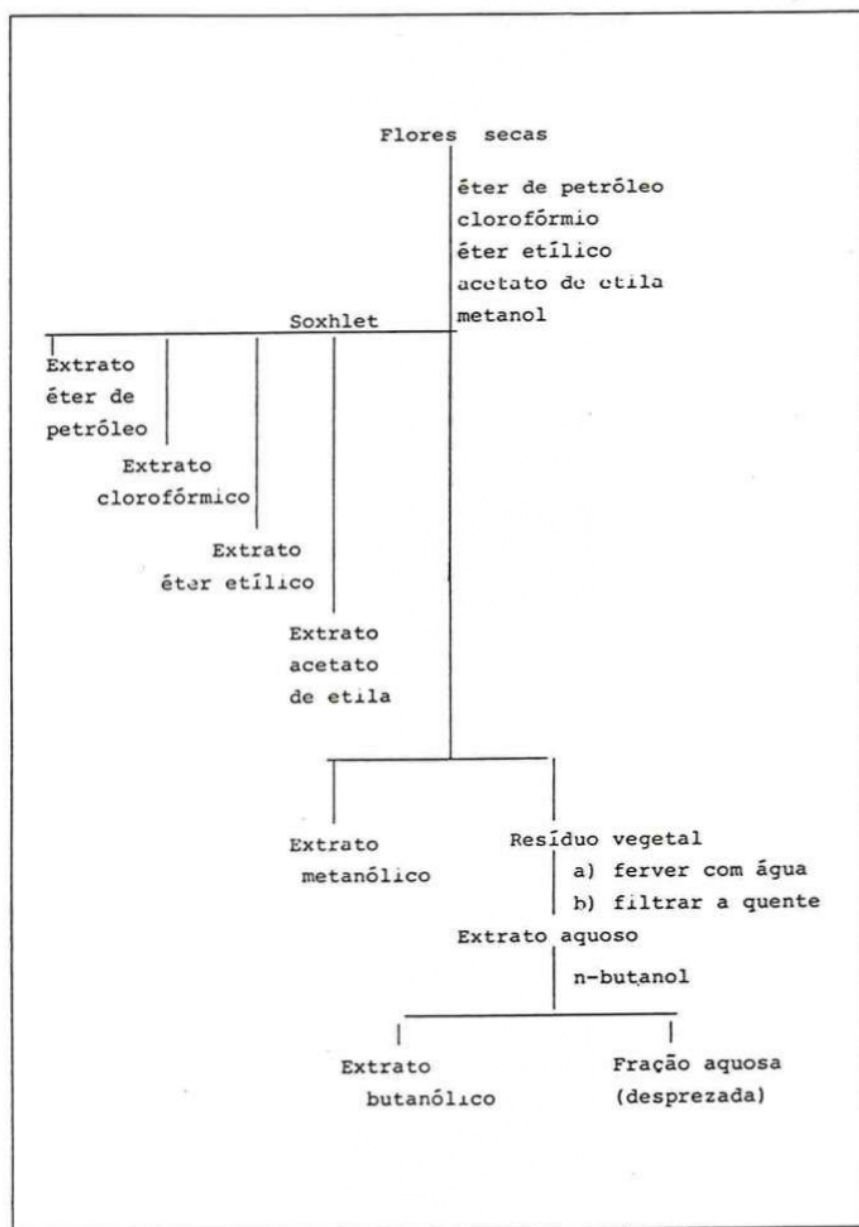 Flores secas
éter de petróleo
clorofórmio
éter etílico
acetato de etila
metanol
Soxhlet
Extrato
éter de
petróleo
Extrato
clorofórmico
Extrato
éter etílico
Extrato
acetato
de etila
Extrato
metanólico
Resíduo vegetal
a) ferver com água
b) filtrar a quente
Extrato aquoso
n-butanol
Extrato
butanólico
Fração aquosa
(desprezada)